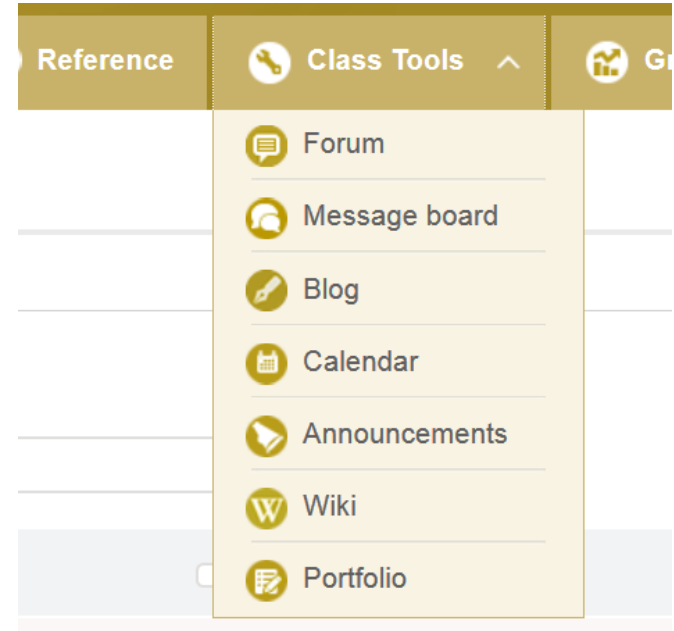 Reference
Class Tools
Forum
Message board
Blog
Calendar
Announcements
Wiki
Portfolio